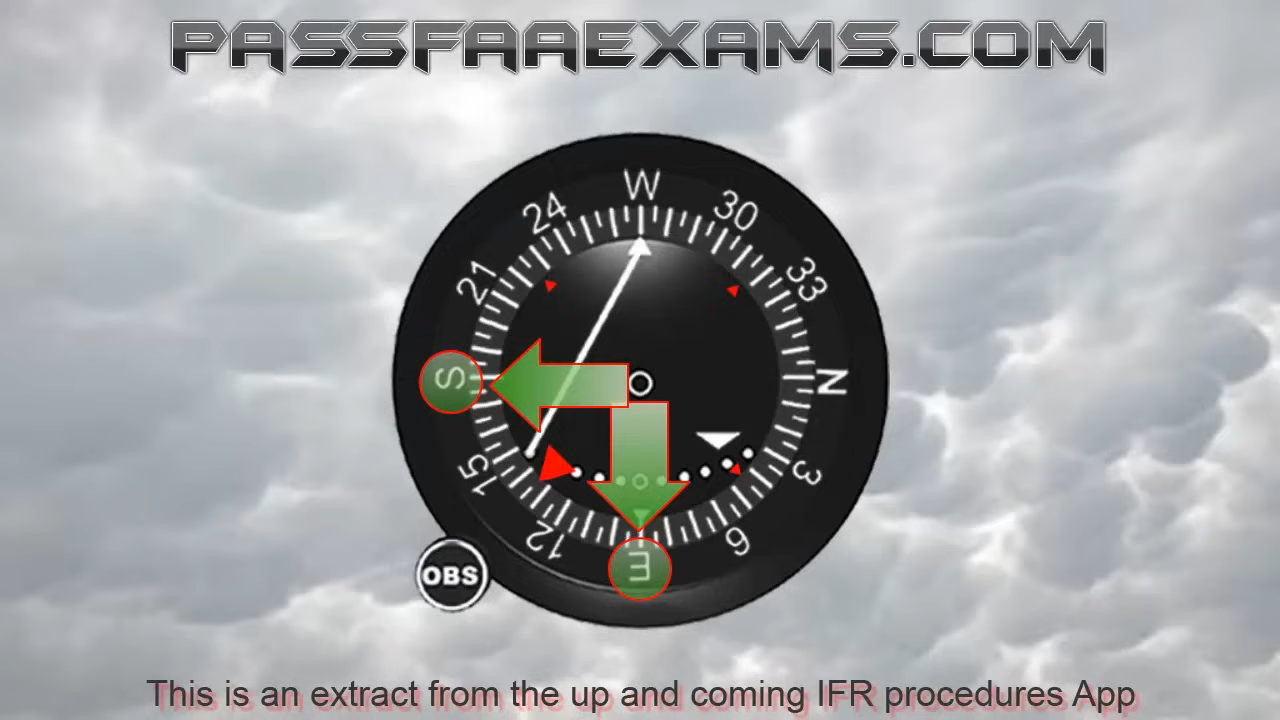 PASSFAAEXAMS.COM
W
24
30
21
33
S
N
15
3
12
6
E
OBS
This is an extract from the up and coming IFR procedures App